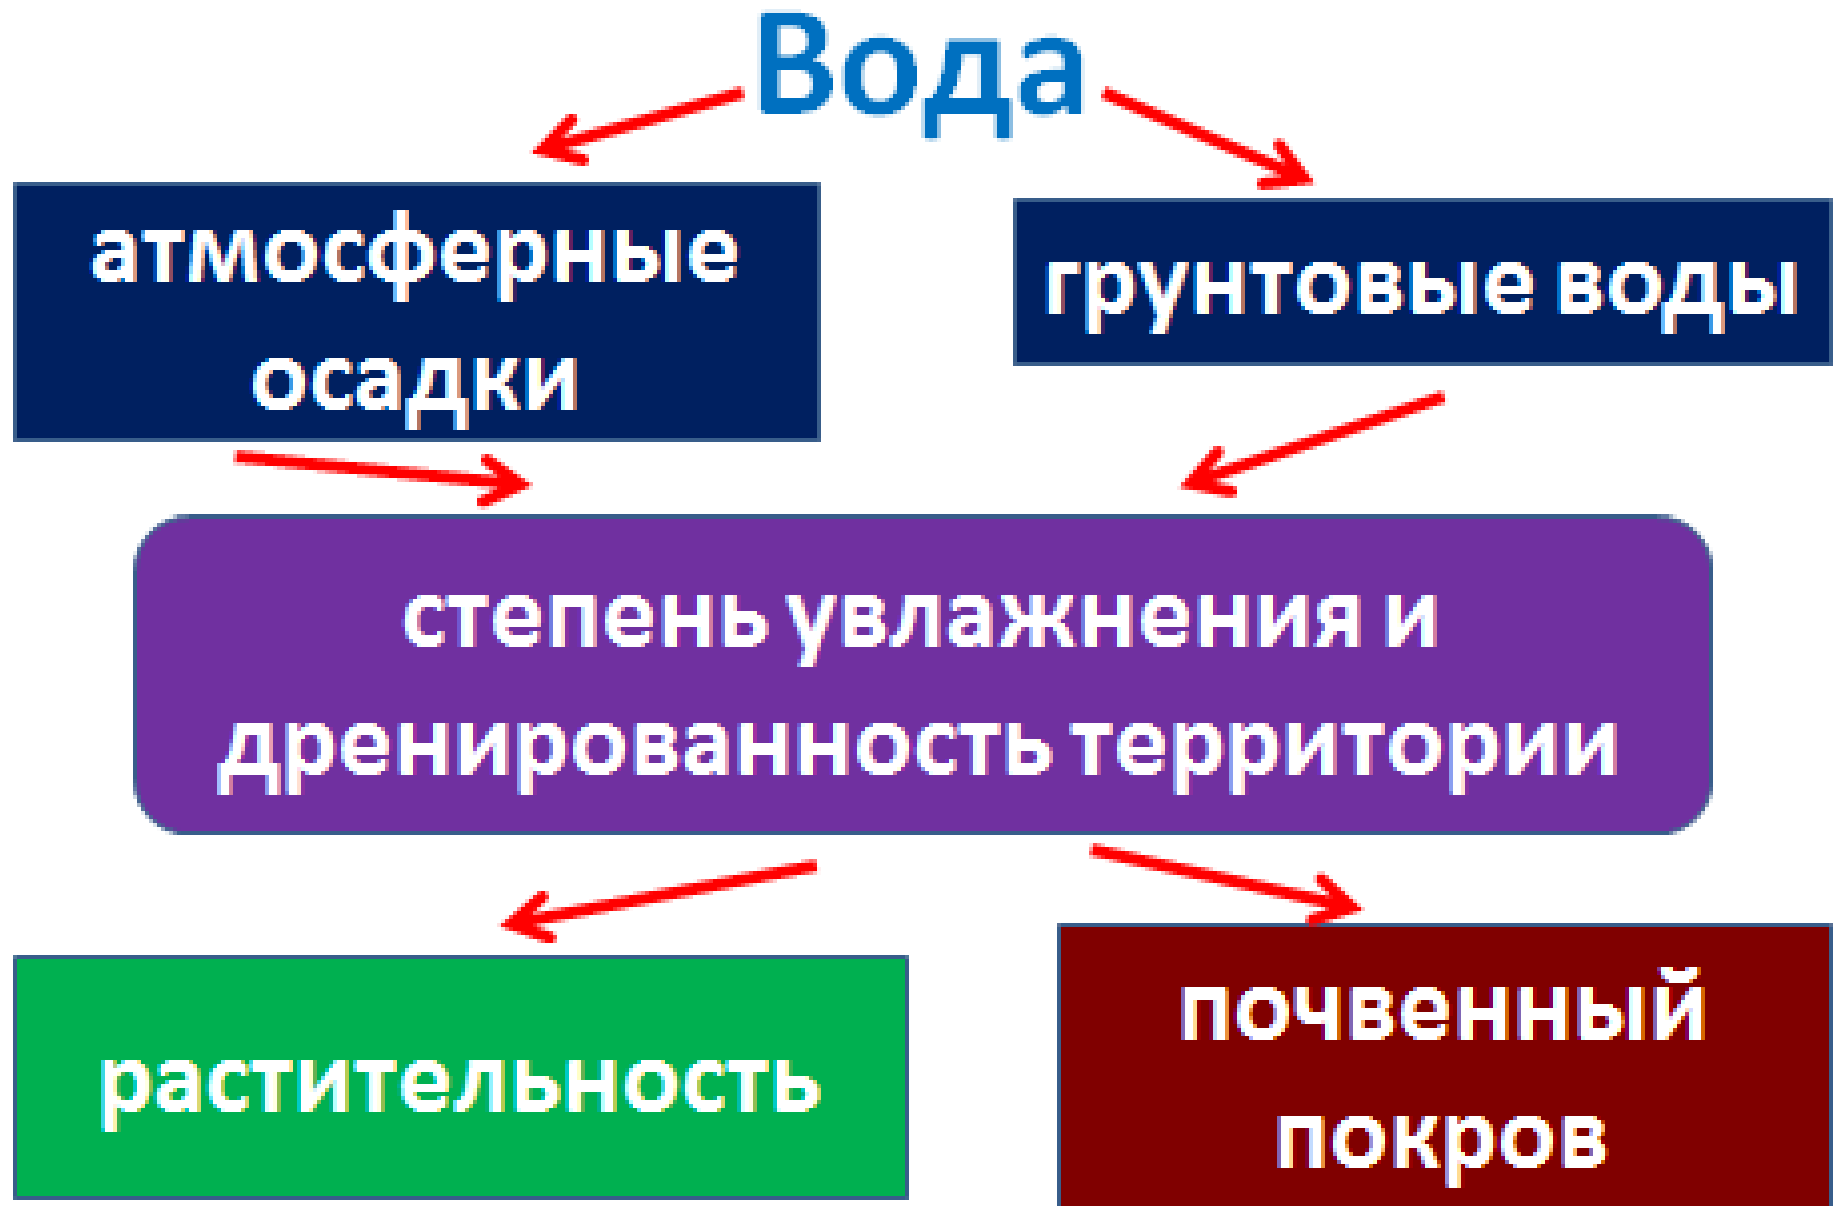 Вода
атмосферные
осадки
грунтовые воды
степень увлажнения и
дренированность территории
растительность
почвенный
покров